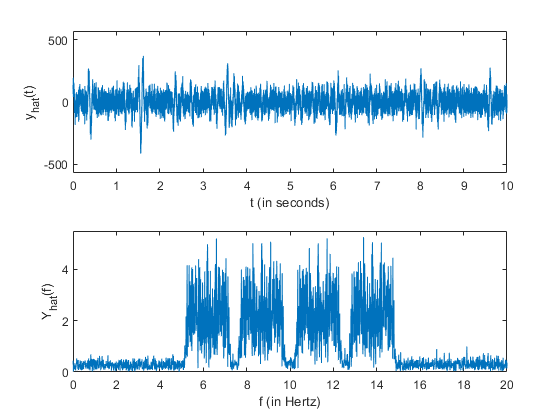 500
0
-500
y_hat(t)
0 1 2 3 4 5 6 7 8 9 10
t (in seconds)
4
2
0
Y_hat(f)
0 2 4 6 8 10 12 14 16 18 20
f (in Hertz)